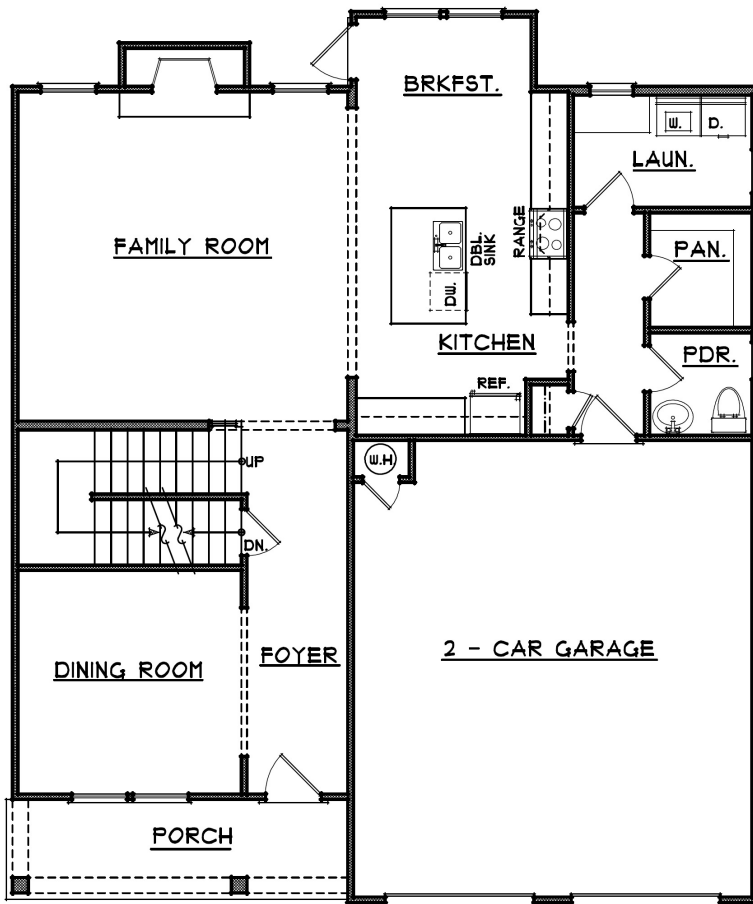 BRKFST.
W.
D.
LAUN.
FAMILY ROOM
DBL.
SINK
RANGE
PAN.
DW.
KITCHEN
PDR.
REF.
UP
W.H
DN.
DINING ROOM
FOYER
2 - CAR GARAGE
PORCH